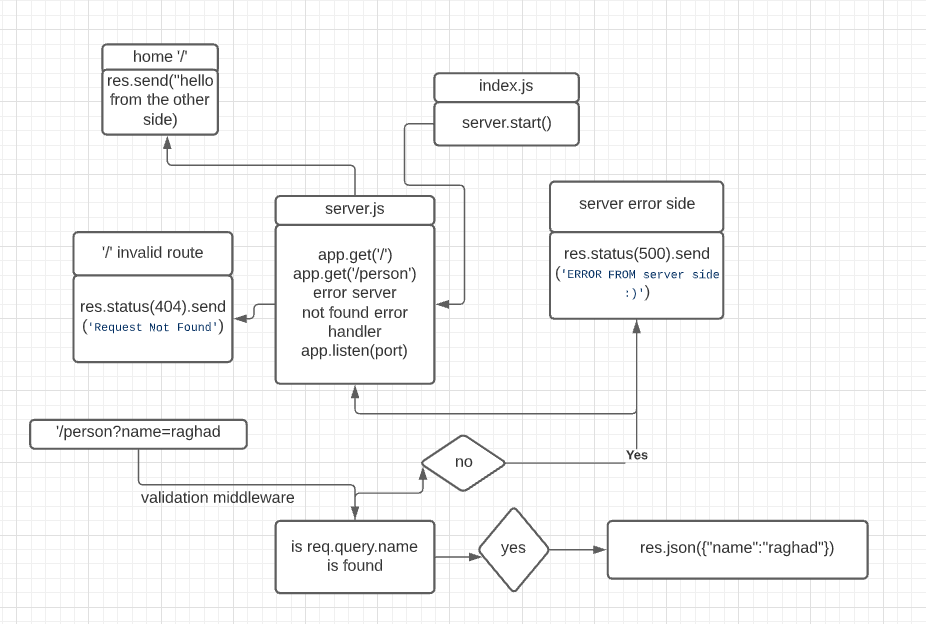 home '/'
res.send("hello
from the other
side)
index.js
server.start()
server.js
app.get('/')
app.get('/person')
error server
not found error
handler
app.listen(port)
server error side
res.status(500).send
('ERROR FROM server side
:)')
'/' invalid route
res.status(404).send
('Request Not Found')
'/person?name=raghad
validation middleware
no
Yes
is req.query.name
is found
yes
res.json({"name":"raghad"})